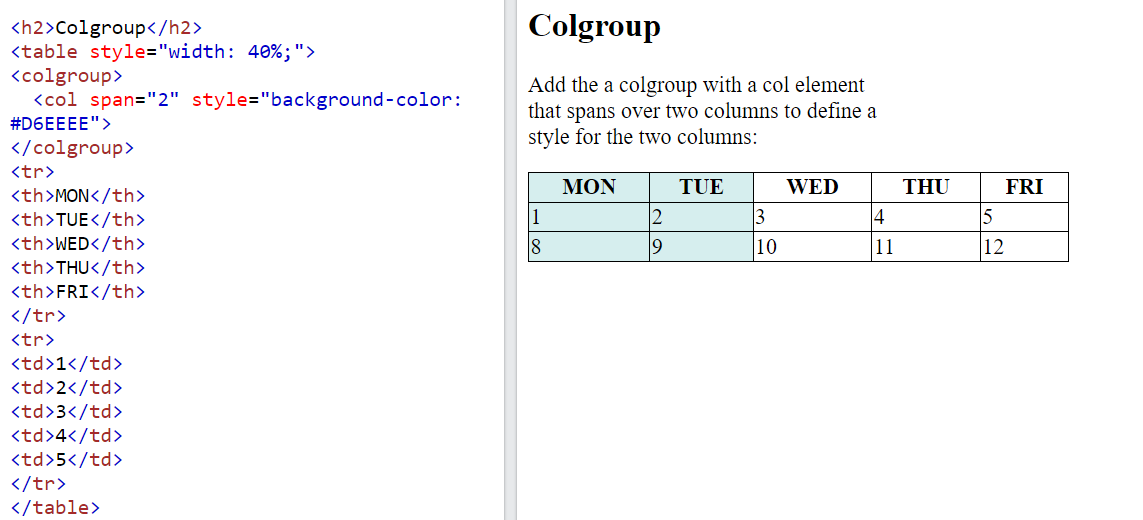 <h2>Colgroup</h2>
<table style="width: 40%;">
<colgroup>
  <col span="2" style="background-color:
#D6EEEE">
</colgroup>
<tr>
<th>MON</th>
<th>TUE</th>
<th>WED</th>
<th>THU</th>
<th>FRI</th>
</tr>
<tr>
<td>1</td>
<td>2</td>
<td>3</td>
<td>4</td>
<td>5</td>
</tr>
</table>
Colgroup
Add the a colgroup with a col element
that spans over two columns to define a
style for the two columns:
MON TUE WED THU FRI
1 2 3 4 5
8 9 10 11 12